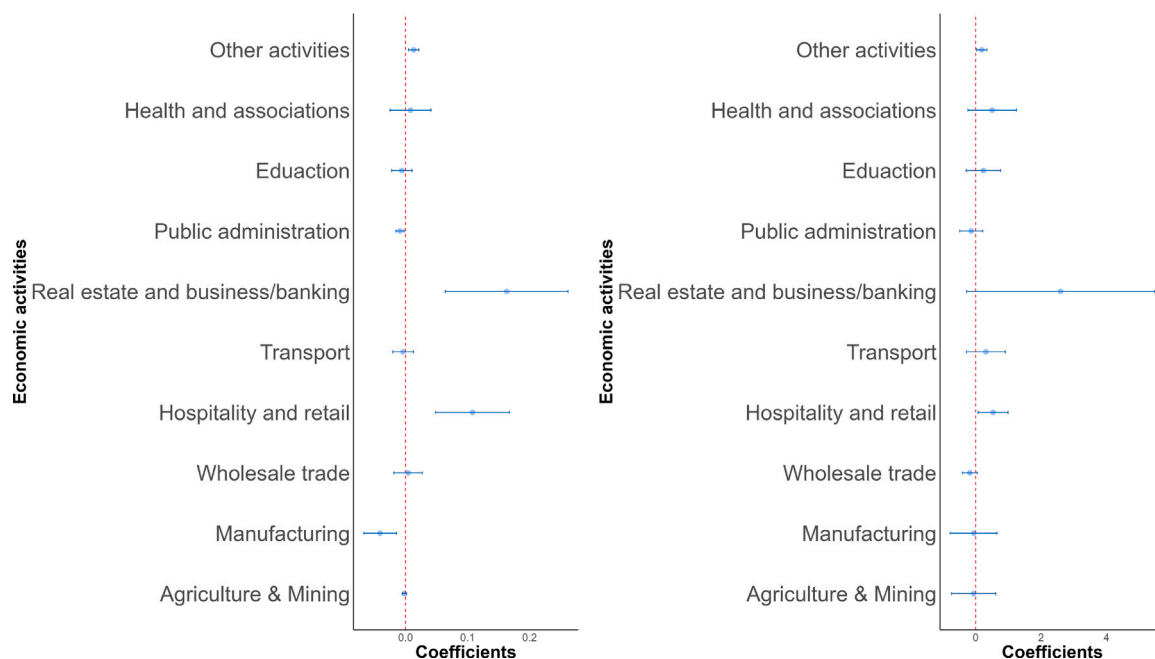 Economic activities
Other activities
Health and associations
Eduaction
Public administration
Real estate and business/banking
Transport
Hospitality and retail
Wholesale trade
Manufacturing
Agriculture & Mining
0.0 0.1 0.2
Coefficients
Economic activities
Other activities
Health and associations
Eduaction
Public administration
Real estate and business/banking
Transport
Hospitality and retail
Wholesale trade
Manufacturing
Agriculture & Mining
0 2 4
Coefficients